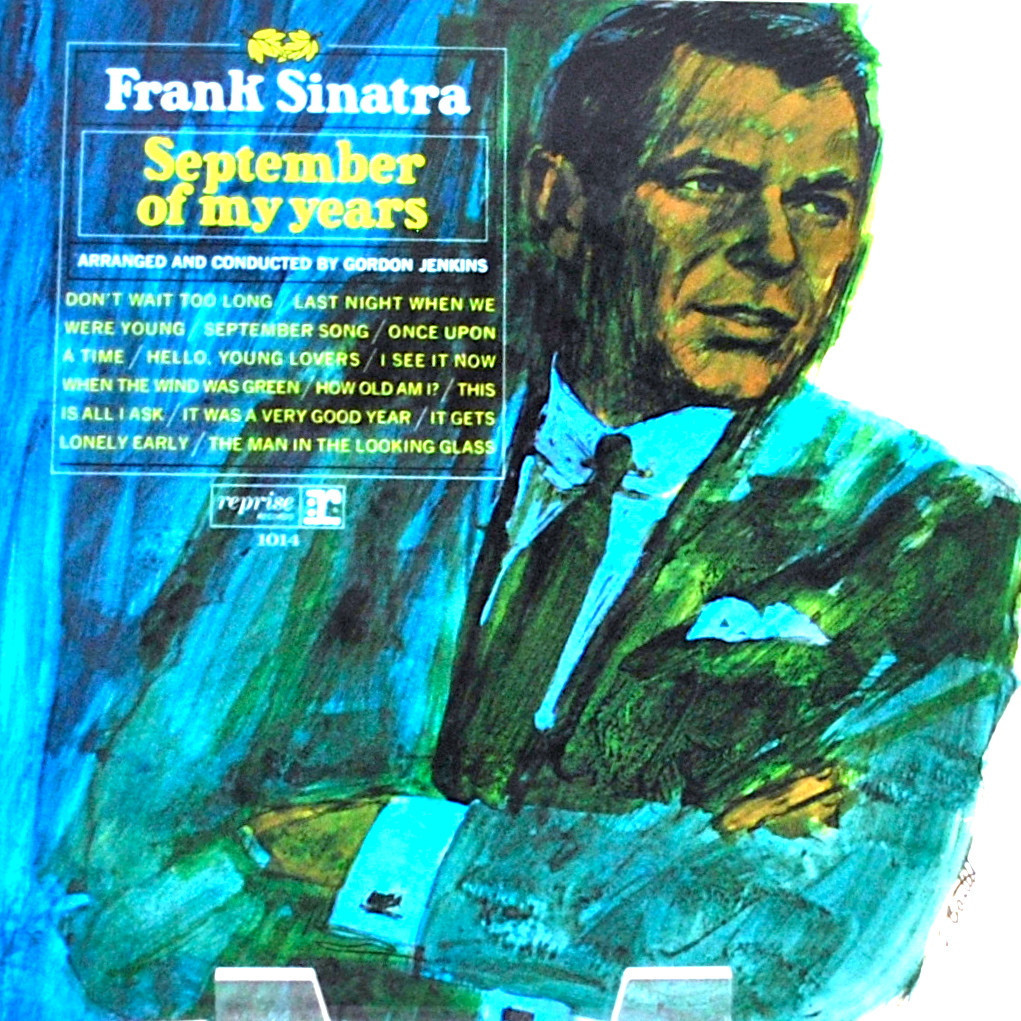 Frank Sinatra
September
of my years
ARRANGED AND CONDUCTED BY GORDON JENKINS
DON'T WAIT TOO LONG / LAST NIGHT WHEN WE
WERE YOUNG / SEPTEMBER SONG / ONCE UPON
A TIME / HELLO, YOUNG LOVERS / I SEE IT NOW
WHEN THE WIND WAS GREEN / HOW OLD AM I? / THIS
IS ALL I ASK / IT WAS A VERY GOOD YEAR / IT GETS
LONELY EARLY / THE MAN IN THE LOOKING GLASS
reprise
RECORDS
1014